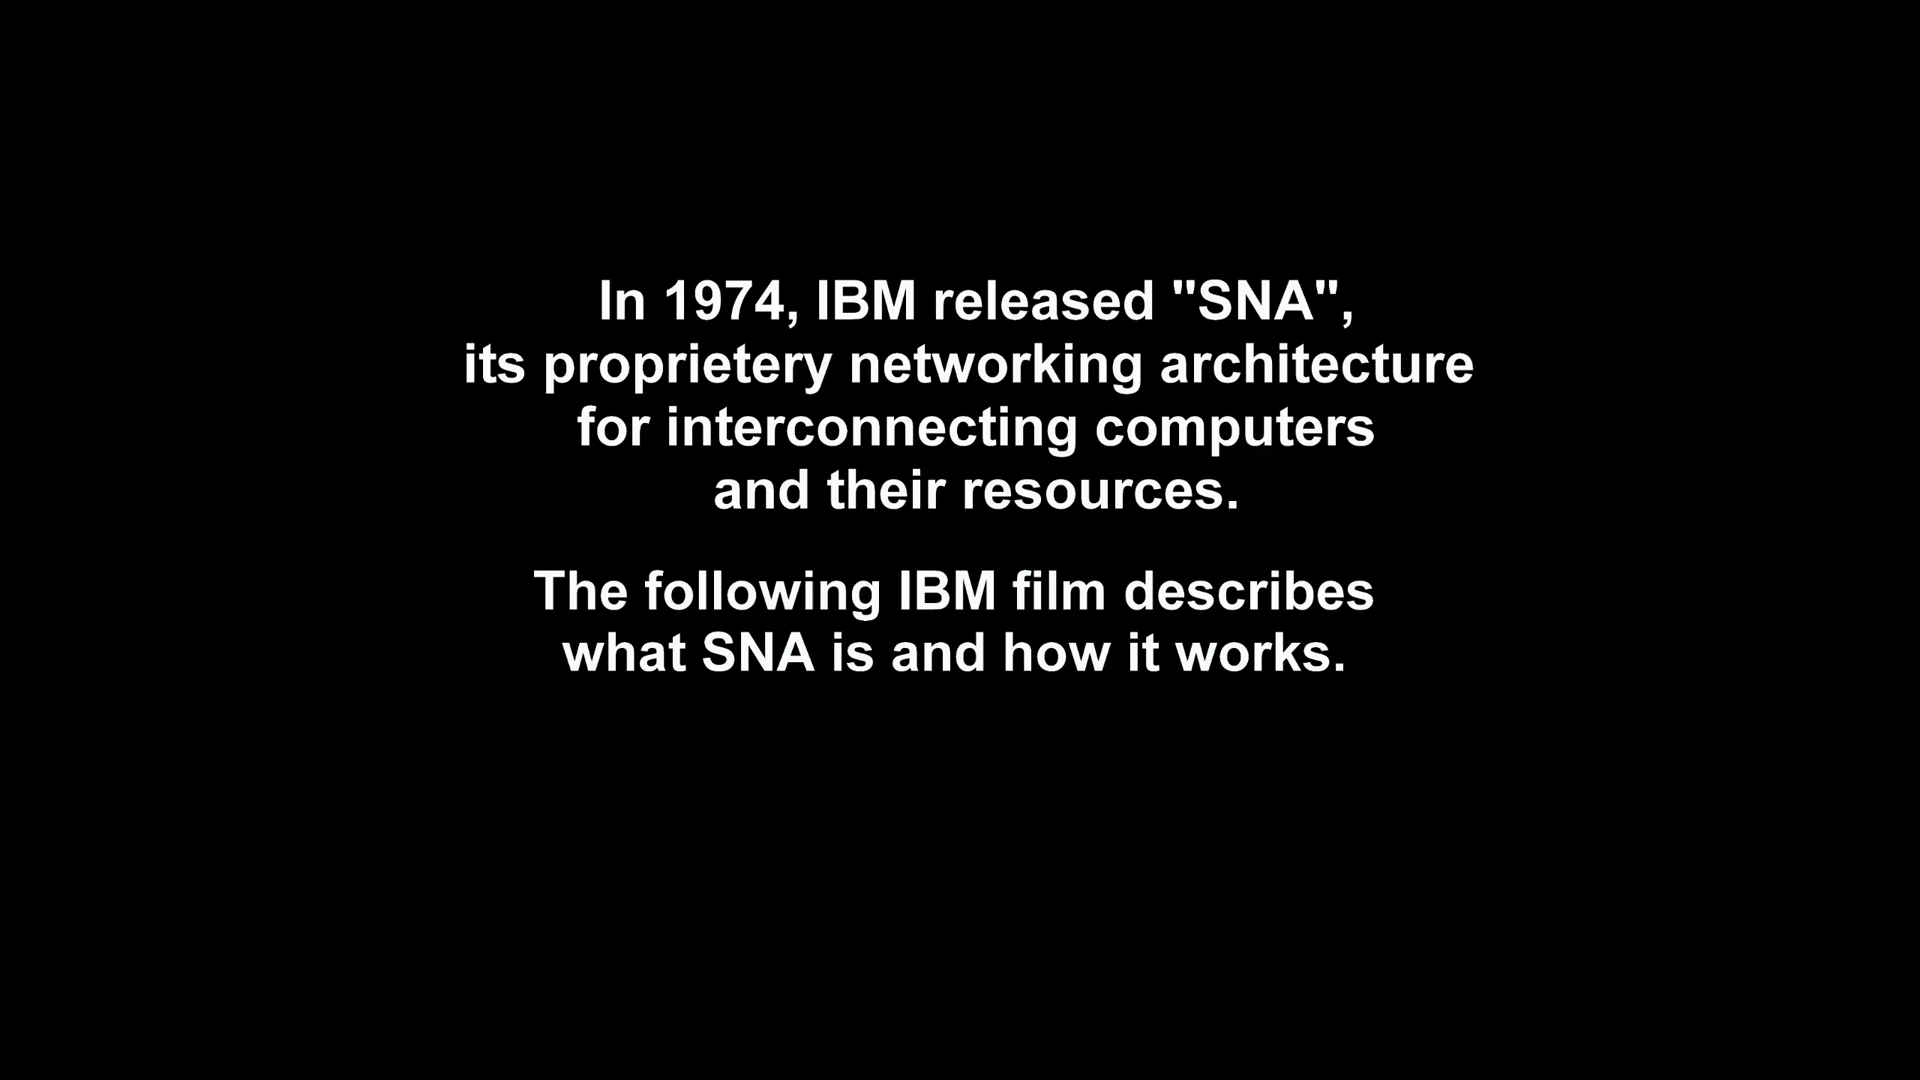 In 1974, IBM released "SNA",
its proprietery networking architecture
for interconnecting computers
and their resources.
The following IBM film describes
what SNA is and how it works.